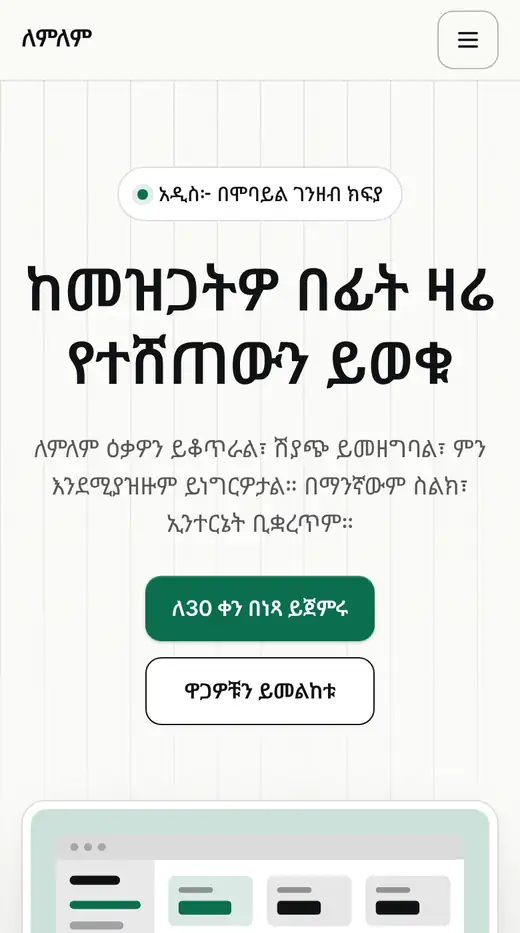 ለምለም
አዲስ፦ በሞባይል ገንዘብ ክፍያ
ከመዝጋትዎ በፊት ዛሬ
የተሸጠውን ይወቁ
ለምለም ዕቃዎን ይቆጥራል፣ ሽያጭ ይመዘግባል፣ ምን
እንደሚያዝዙም ይነግርዎታል። በማንኛውም ስልክ፣
ኢንተርኔት ቢቋረጥም።
ለ30 ቀን በነጻ ይጀምሩ
ዋጋዎቹን ይመልከቱ